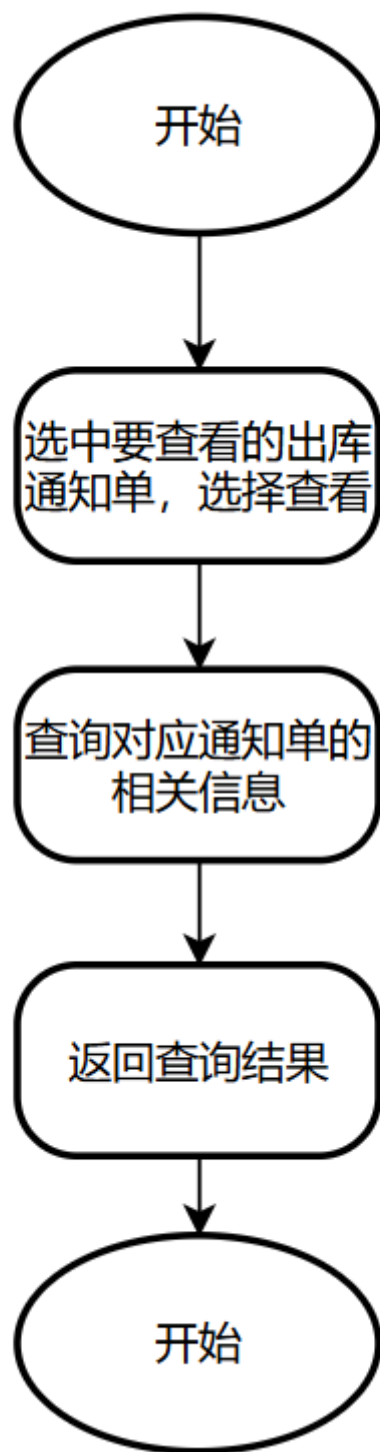 开始
选中要查看的出库
通知单，选择查看
查询对应通知单的
相关信息
返回查询结果
开始